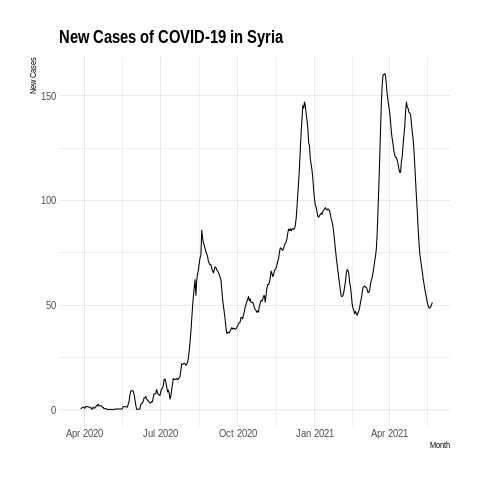 New Cases of COVID-19 in Syria
New Cases
150
100
50
0
Apr 2020 Jul 2020 Oct 2020 Jan 2021 Apr 2021
Month